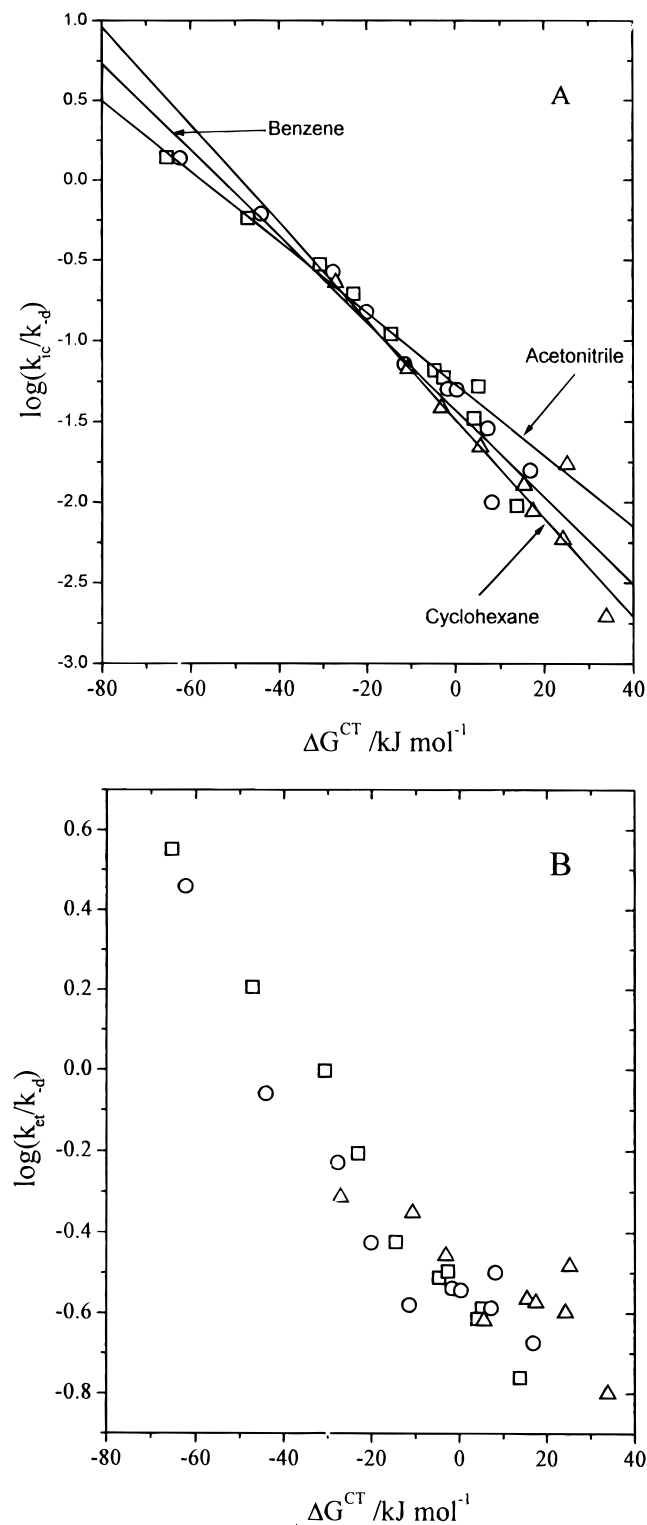 A
1.0
0.5
0.0
-0.5
-1.0
-1.5
-2.0
-2.5
-3.0
log(k_ic/k_-d)
Benzene
Acetonitrile
Cyclohexane
-80 -60 -40 -20 0 20 40
ΔG^CT /kJ mol^-1
B
0.6
0.4
0.2
0.0
-0.2
-0.4
-0.6
-0.8
log(k_et/k_-d)
-80 -60 -40 -20 0 20 40
ΔG^CT /kJ mol^-1